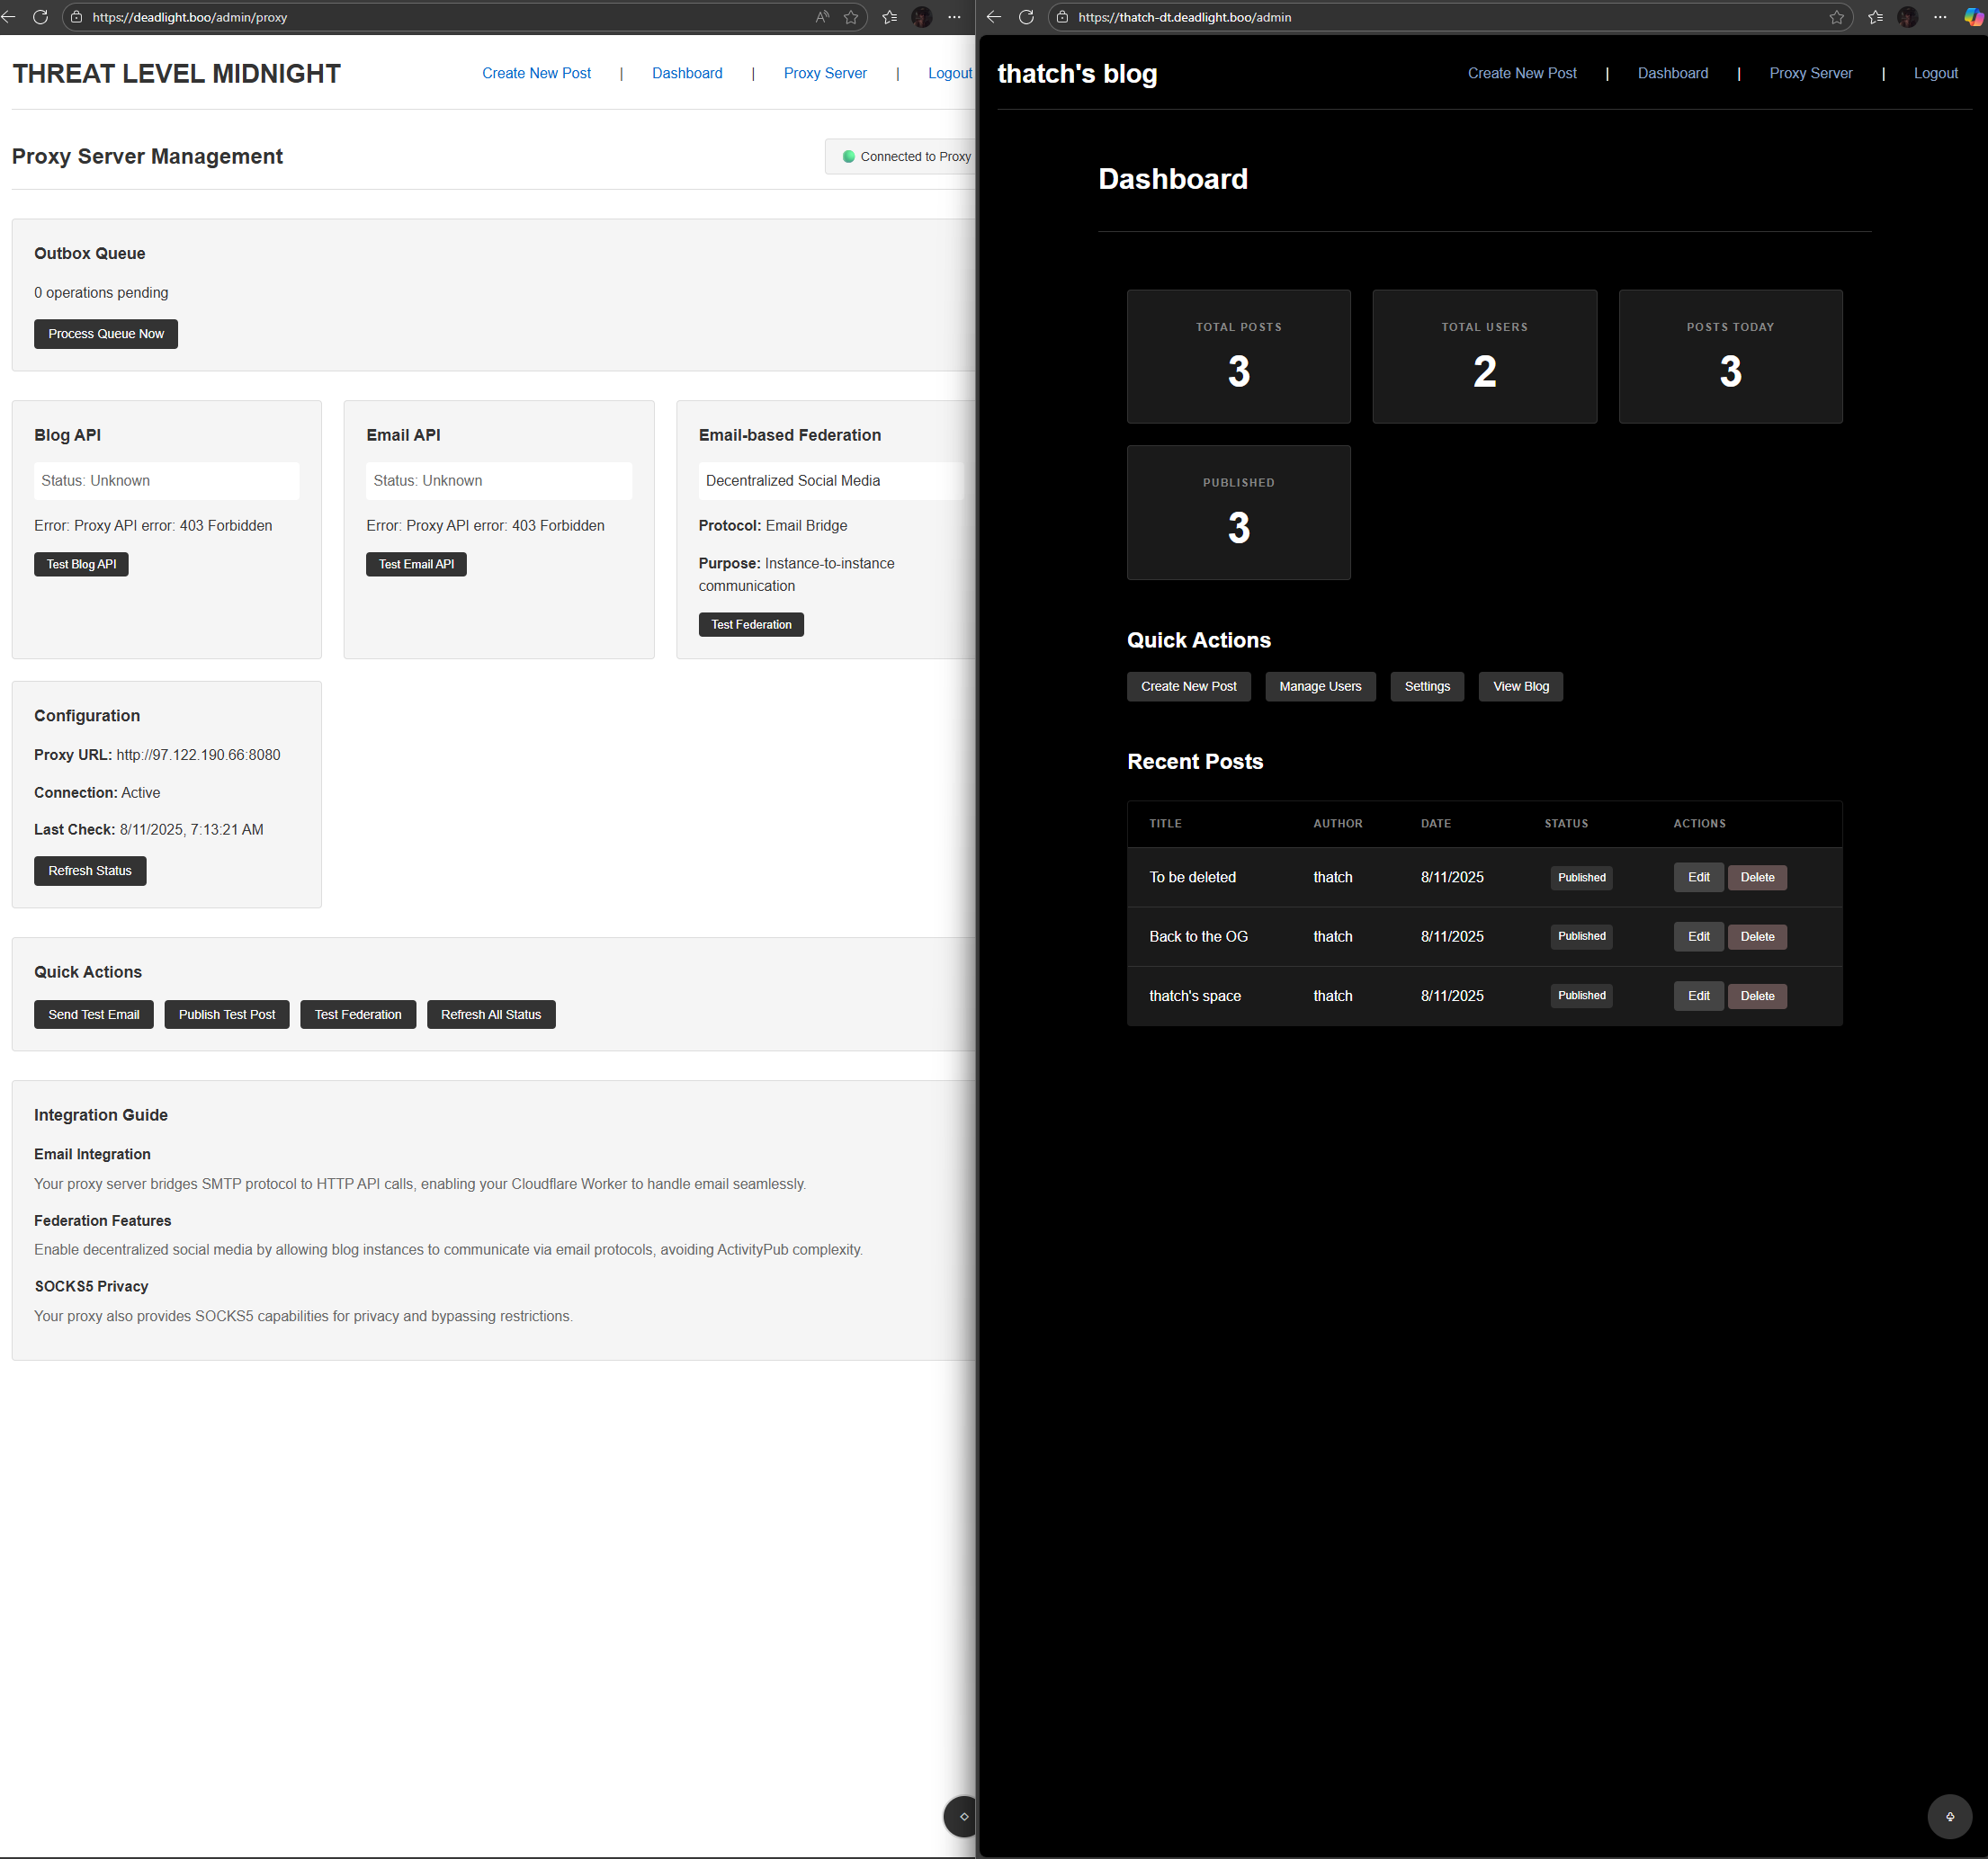 https://deadlight.boo/admin/proxy
THREAT LEVEL MIDNIGHT
Create New Post | Dashboard | Proxy Server | Logout
Proxy Server Management
Connected to Proxy
Outbox Queue
0 operations pending
Process Queue Now
Blog API
Status: Unknown
Error: Proxy API error: 403 Forbidden
Test Blog API
Email API
Status: Unknown
Error: Proxy API error: 403 Forbidden
Test Email API
Email-based Federation
Decentralized Social Media
Protocol: Email Bridge
Purpose: Instance-to-instance
communication
Test Federation
Configuration
Proxy URL: http://97.122.190.66:8080
Connection: Active
Last Check: 8/11/2025, 7:13:21 AM
Refresh Status
Quick Actions
Send Test Email Publish Test Post Test Federation Refresh All Status
Integration Guide
Email Integration
Your proxy server bridges SMTP protocol to HTTP API calls, enabling your Cloudflare Worker to handle email seamlessly.
Federation Features
Enable decentralized social media by allowing blog instances to communicate via email protocols, avoiding ActivityPub complexity.
SOCKS5 Privacy
Your proxy also provides SOCKS5 capabilities for privacy and bypassing restrictions.
https://thatch-dt.deadlight.boo/admin
thatch's blog
Create New Post | Dashboard | Proxy Server | Logout
Dashboard
TOTAL POSTS
3
TOTAL USERS
2
POSTS TODAY
3
PUBLISHED
3
Quick Actions
Create New Post Manage Users Settings View Blog
Recent Posts
TITLE AUTHOR DATE STATUS ACTIONS
To be deleted thatch 8/11/2025 Published Edit Delete
Back to the OG thatch 8/11/2025 Published Edit Delete
thatch's space thatch 8/11/2025 Published Edit Delete